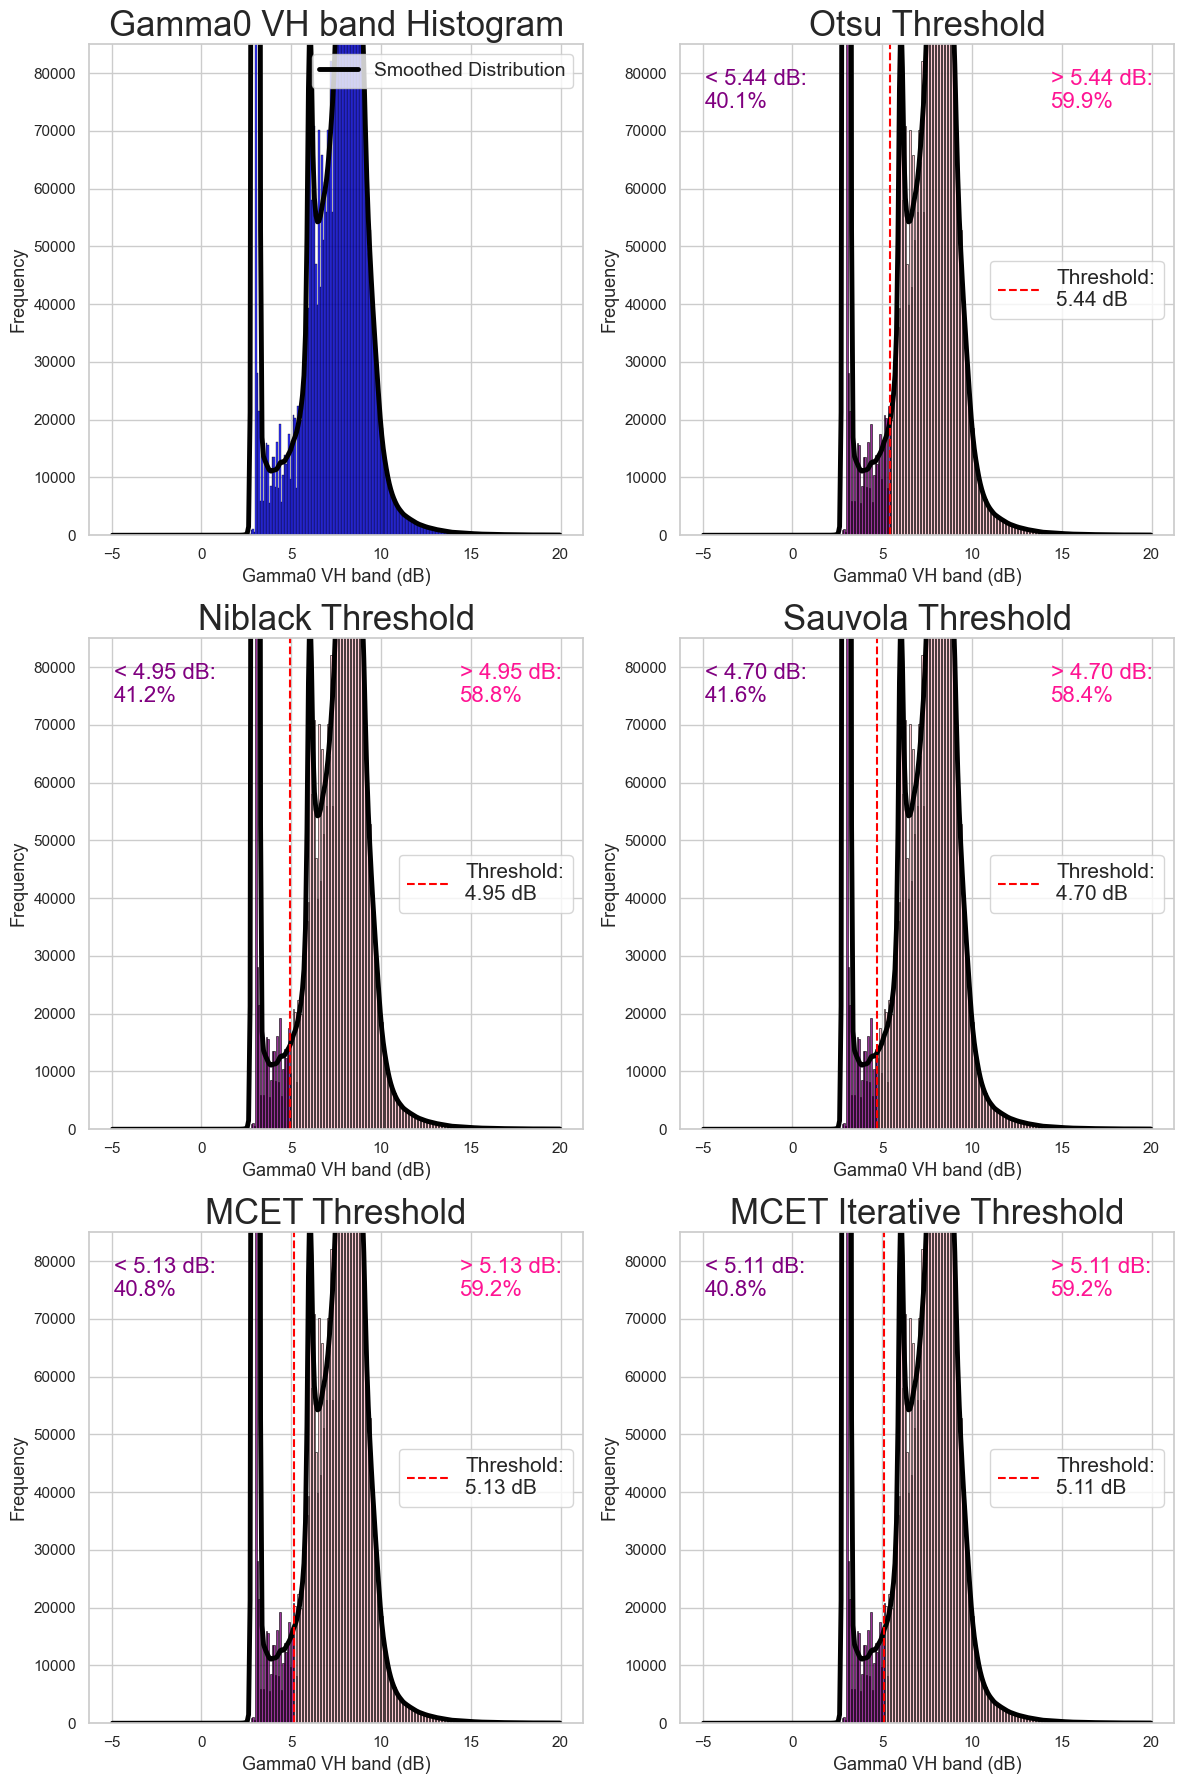 Gamma0 VH band Histogram
Smoothed Distribution
80000
70000
60000
50000
40000
30000
20000
10000
0
Frequency
−5
0
5
10
15
20
Gamma0 VH band (dB)
Otsu Threshold
< 5.44 dB:
40.1%
> 5.44 dB:
59.9%
Threshold:
5.44 dB
80000
70000
60000
50000
40000
30000
20000
10000
0
Frequency
−5
0
5
10
15
20
Gamma0 VH band (dB)
Niblack Threshold
< 4.95 dB:
41.2%
> 4.95 dB:
58.8%
Threshold:
4.95 dB
80000
70000
60000
50000
40000
30000
20000
10000
0
Frequency
−5
0
5
10
15
20
Gamma0 VH band (dB)
Sauvola Threshold
< 4.70 dB:
41.6%
> 4.70 dB:
58.4%
Threshold:
4.70 dB
80000
70000
60000
50000
40000
30000
20000
10000
0
Frequency
−5
0
5
10
15
20
Gamma0 VH band (dB)
MCET Threshold
< 5.13 dB:
40.8%
> 5.13 dB:
59.2%
Threshold:
5.13 dB
80000
70000
60000
50000
40000
30000
20000
10000
0
Frequency
−5
0
5
10
15
20
Gamma0 VH band (dB)
MCET Iterative Threshold
< 5.11 dB:
40.8%
> 5.11 dB:
59.2%
Threshold:
5.11 dB
80000
70000
60000
50000
40000
30000
20000
10000
0
Frequency
−5
0
5
10
15
20
Gamma0 VH band (dB)